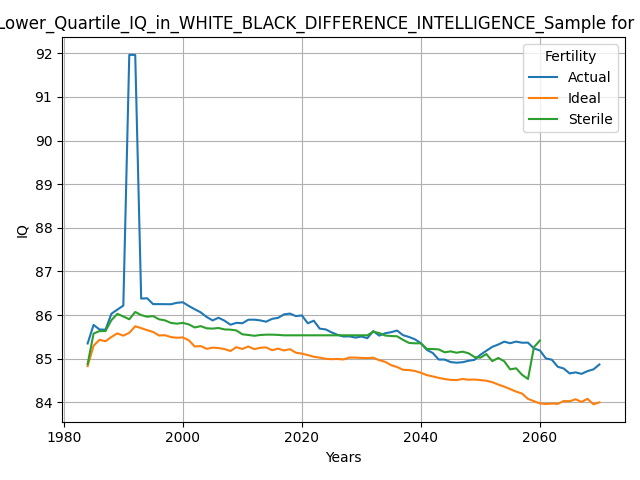 Lower_Quartile_IQ_in_WHITE_BLACK_DIFFERENCE_INTELLIGENCE_Sample for
Fertility
Actual
Ideal
Sterile
IQ
92
91
90
89
88
87
86
85
84
1980
2000
2020
2040
2060
Years